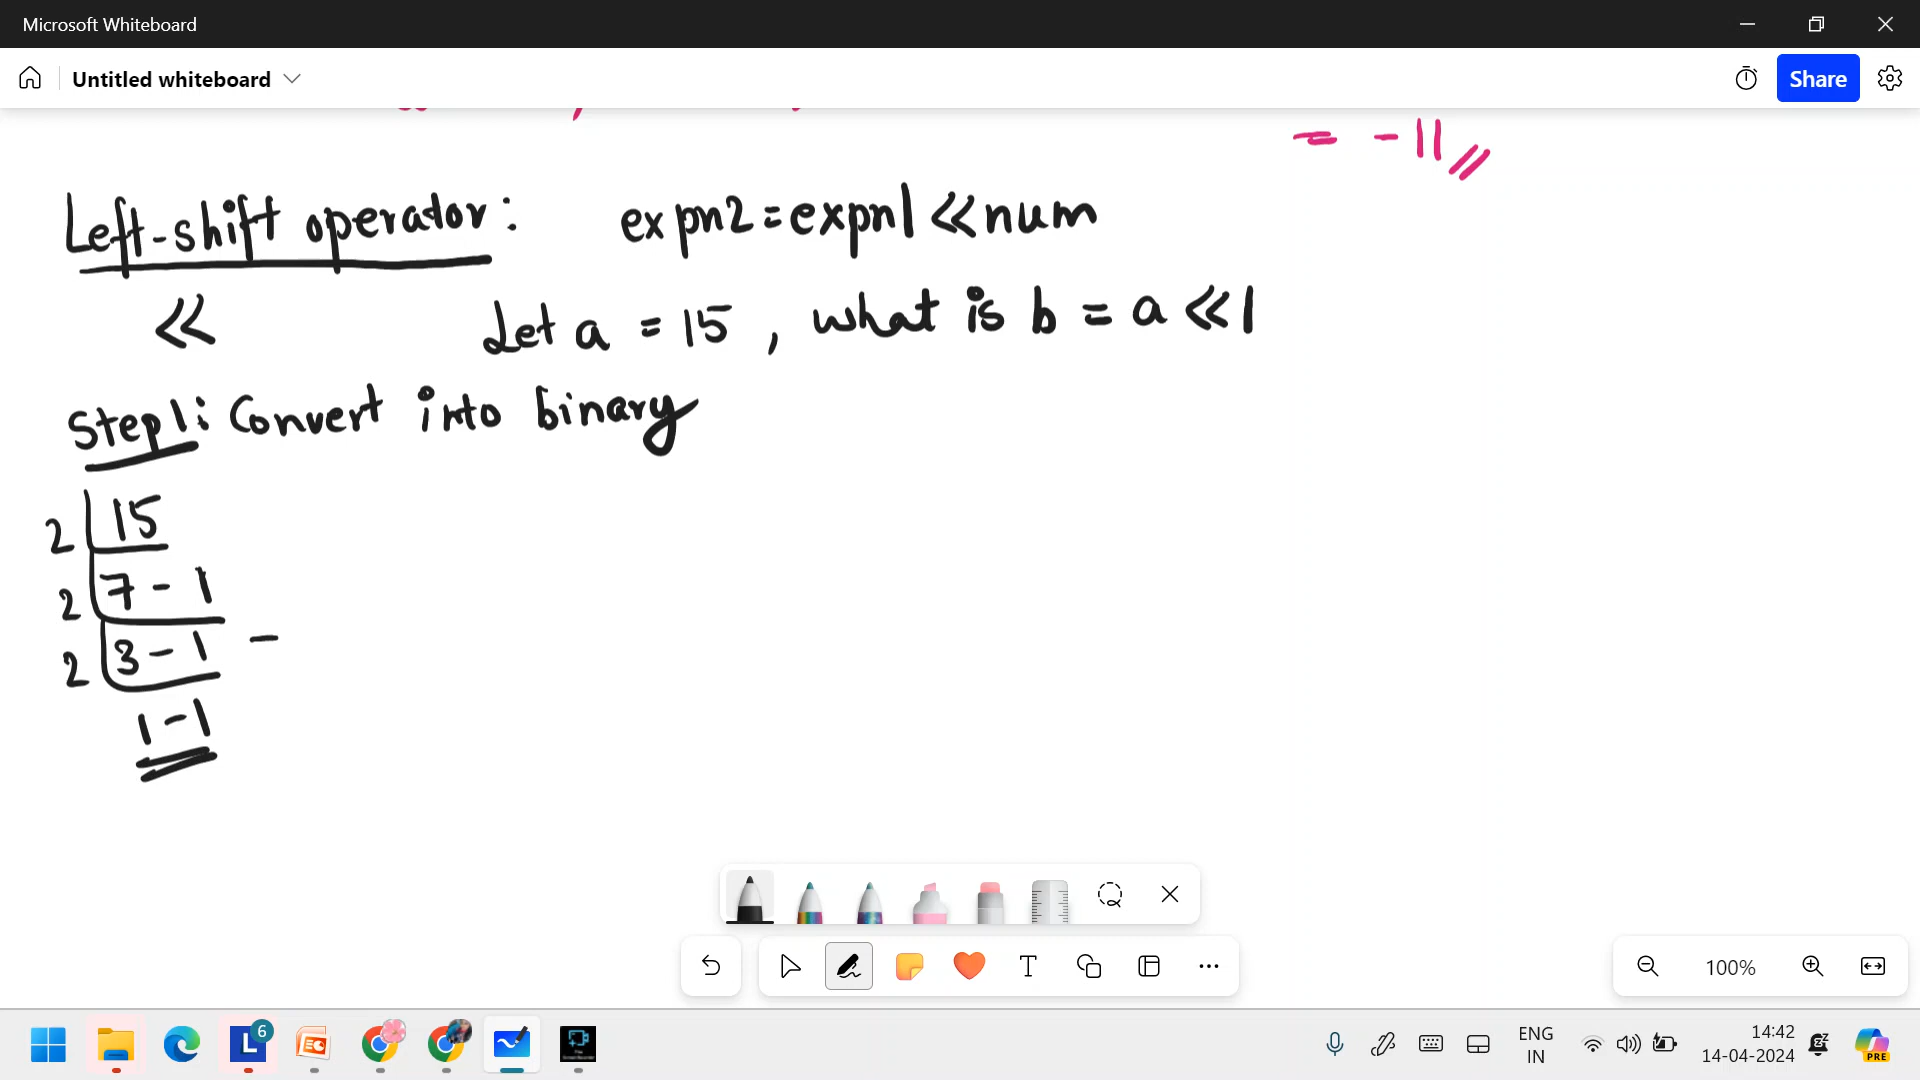 Microsoft Whiteboard
Untitled whiteboard
Share
= -11
Left-shift operator: expn2=expn1<<num
<<
Let a = 15, what is b = a<<1
Step1: Convert into binary
2 15
2 7 - 1
2 3 - 1 -
1 - 1
T
100%
6
L
ENG
IN
14:42
14-04-2024
PRE